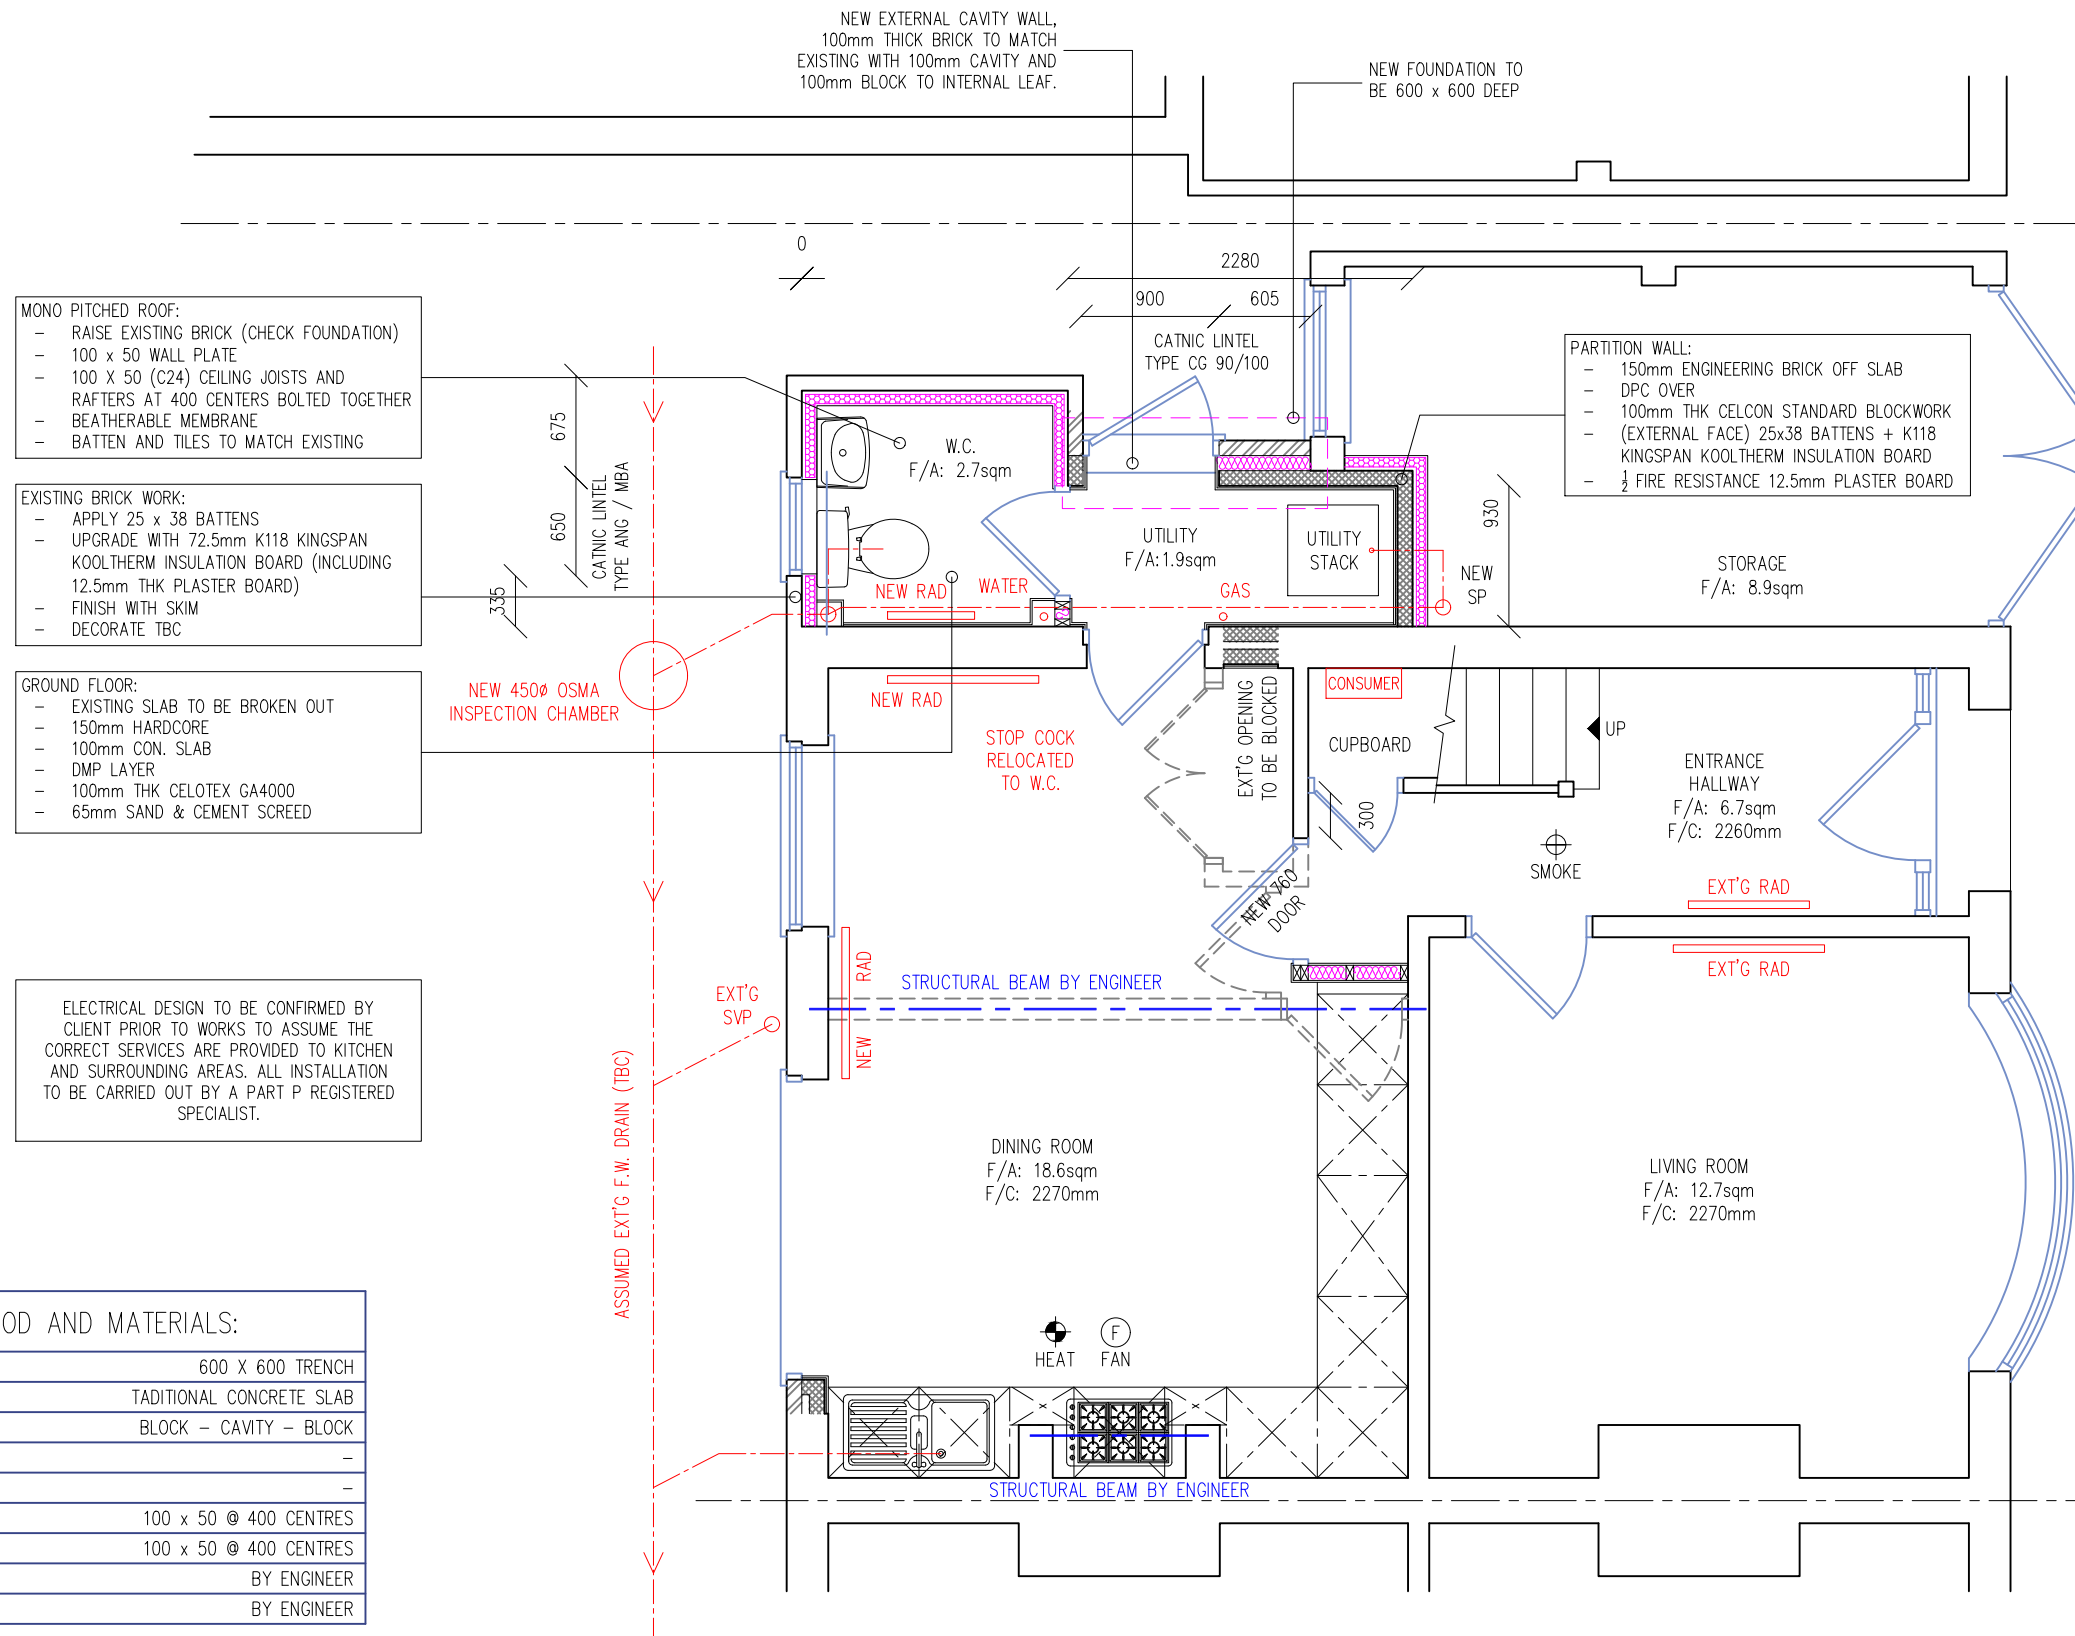 NEW EXTERNAL CAVITY WALL,
100mm THICK BRICK TO MATCH
EXISTING WITH 100mm CAVITY AND
100mm BLOCK TO INTERNAL LEAF.
NEW FOUNDATION TO
BE 600 x 600 DEEP
0
2280
900
605
CATNIC LINTEL
TYPE CG 90/100
MONO PITCHED ROOF:
- RAISE EXISTING BRICK (CHECK FOUNDATION)
- 100 x 50 WALL PLATE
- 100 X 50 (C24) CEILING JOISTS AND
RAFTERS AT 400 CENTERS BOLTED TOGETHER
- BEATHERABLE MEMBRANE
- BATTEN AND TILES TO MATCH EXISTING
EXISTING BRICK WORK:
- APPLY 25 x 38 BATTENS
- UPGRADE WITH 72.5mm K118 KINGSPAN
KOOLTHERM INSULATION BOARD (INCLUDING
12.5mm THK PLASTER BOARD)
- FINISH WITH SKIM
- DECORATE TBC
GROUND FLOOR:
- EXISTING SLAB TO BE BROKEN OUT
- 150mm HARDCORE
- 100mm CON. SLAB
- DMP LAYER
- 100mm THK CELOTEX GA4000
- 65mm SAND & CEMENT SCREED
675
650
335
CATNIC LINTEL
TYPE ANG / MBA
W.C.
F/A: 2.7sqm
UTILITY
F/A:1.9sqm
UTILITY
STACK
PARTITION WALL:
- 150mm ENGINEERING BRICK OFF SLAB
- DPC OVER
- 100mm THK CELCON STANDARD BLOCKWORK
- (EXTERNAL FACE) 25x38 BATTENS + K118
KINGSPAN KOOLTHERM INSULATION BOARD
- ½ FIRE RESISTANCE 12.5mm PLASTER BOARD
930
NEW
SP
STORAGE
F/A: 8.9sqm
NEW RAD
WATER
GAS
NEW 450ø OSMA
INSPECTION CHAMBER
NEW RAD
STOP COCK
RELOCATED
TO W.C.
EXT'G OPENING
TO BE BLOCKED
CONSUMER
CUPBOARD
UP
300
ENTRANCE
HALLWAY
F/A: 6.7sqm
F/C: 2260mm
SMOKE
NEW 760
DOOR
EXT'G RAD
EXT'G RAD
ELECTRICAL DESIGN TO BE CONFIRMED BY
CLIENT PRIOR TO WORKS TO ASSUME THE
CORRECT SERVICES ARE PROVIDED TO KITCHEN
AND SURROUNDING AREAS. ALL INSTALLATION
TO BE CARRIED OUT BY A PART P REGISTERED
SPECIALIST.
EXT'G
SVP
NEW RAD
STRUCTURAL BEAM BY ENGINEER
ASSUMED EXT'G F.W. DRAIN (TBC)
DINING ROOM
F/A: 18.6sqm
F/C: 2270mm
LIVING ROOM
F/A: 12.7sqm
F/C: 2270mm
HEAT
F
FAN
STRUCTURAL BEAM BY ENGINEER
OD AND MATERIALS:
600 X 600 TRENCH
TADITIONAL CONCRETE SLAB
BLOCK - CAVITY - BLOCK
-
-
100 x 50 @ 400 CENTRES
100 x 50 @ 400 CENTRES
BY ENGINEER
BY ENGINEER